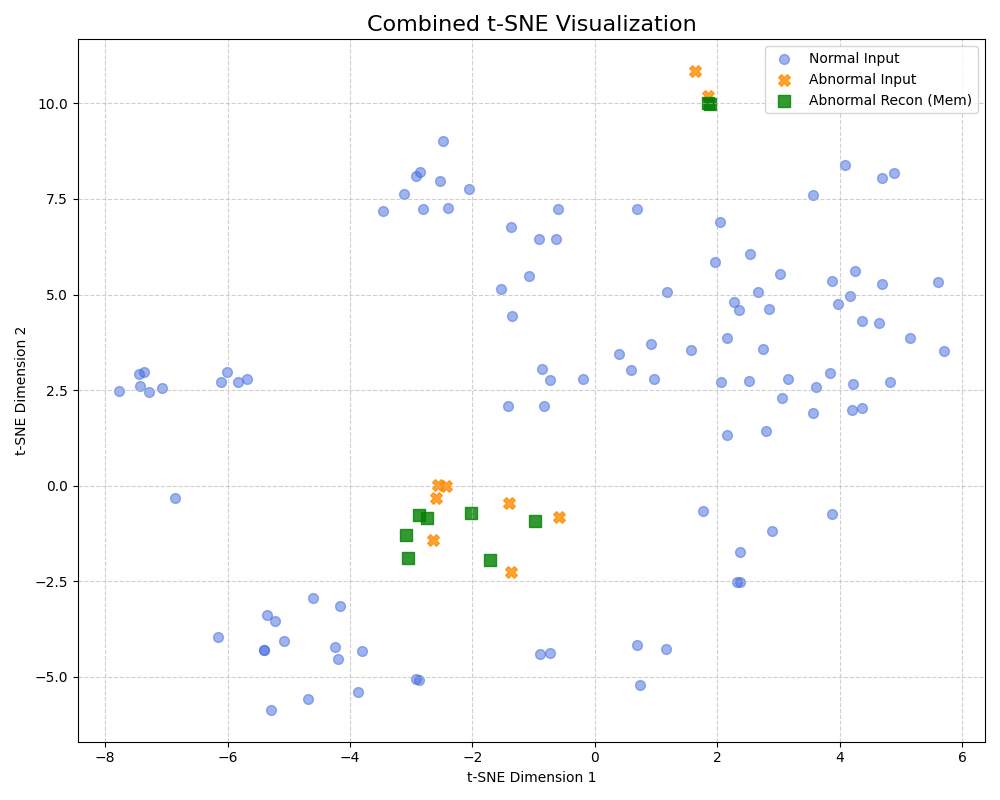 Combined t-SNE Visualization
Normal Input
Abnormal Input
Abnormal Recon (Mem)
10.0
7.5
5.0
2.5
0.0
−2.5
−5.0
t-SNE Dimension 2
−8
−6
−4
−2
0
2
4
6
t-SNE Dimension 1